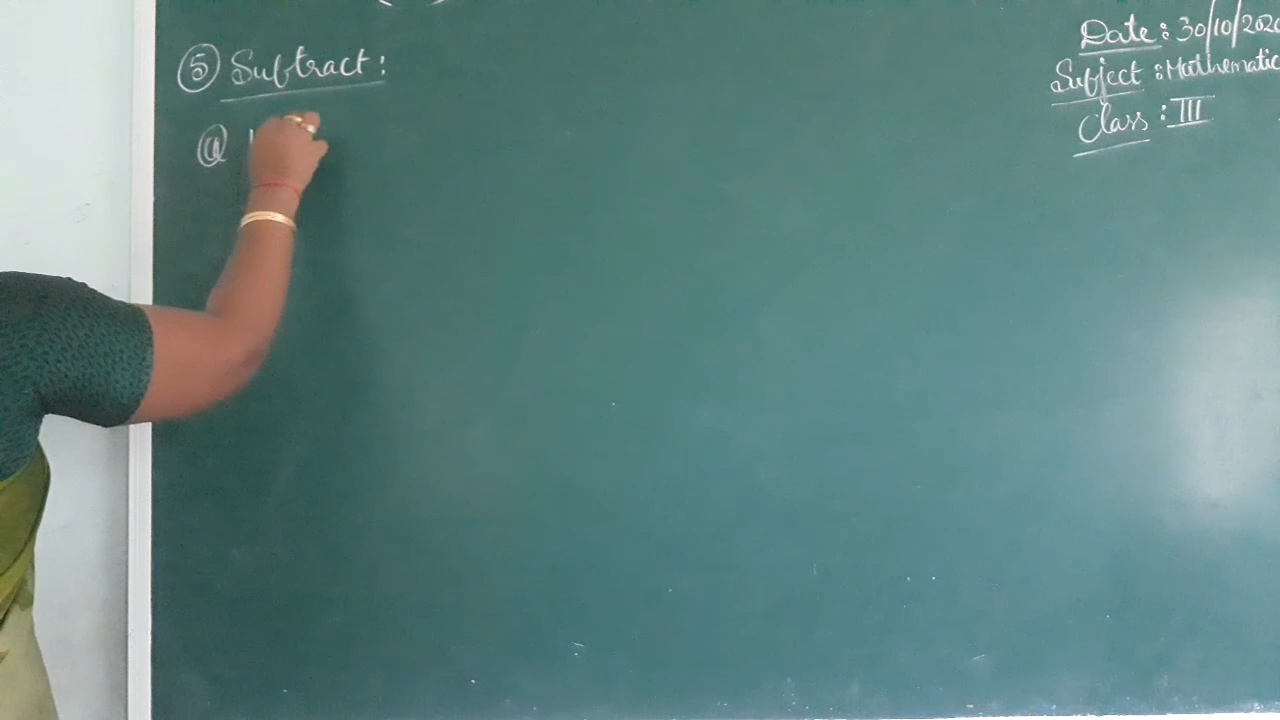 ⑤ Subtract:
ⓐ
Date: 30/10/2020
Subject: Mathematic
Class: III